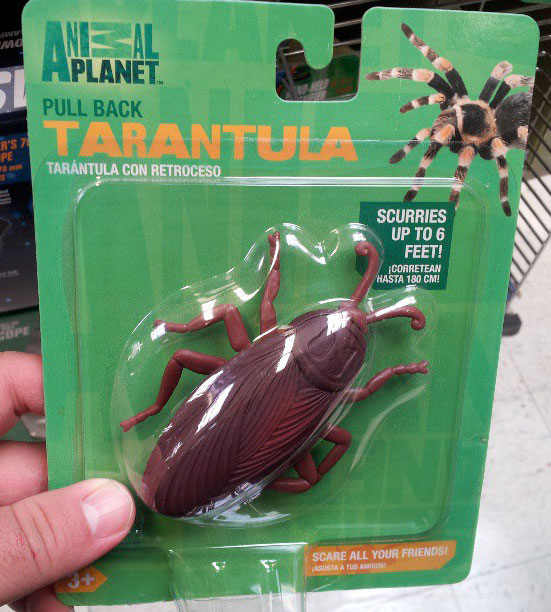 ANIMAL
PLANET
PULL BACK
TARANTULA
TARÁNTULA CON RETROCESO
SCURRIES
UP TO 6
FEET!
¡CORRETEAN
HASTA 180 CM!
SCARE ALL YOUR FRIENDS!
¡ASUSTA A TUS AMIGOS!
3+